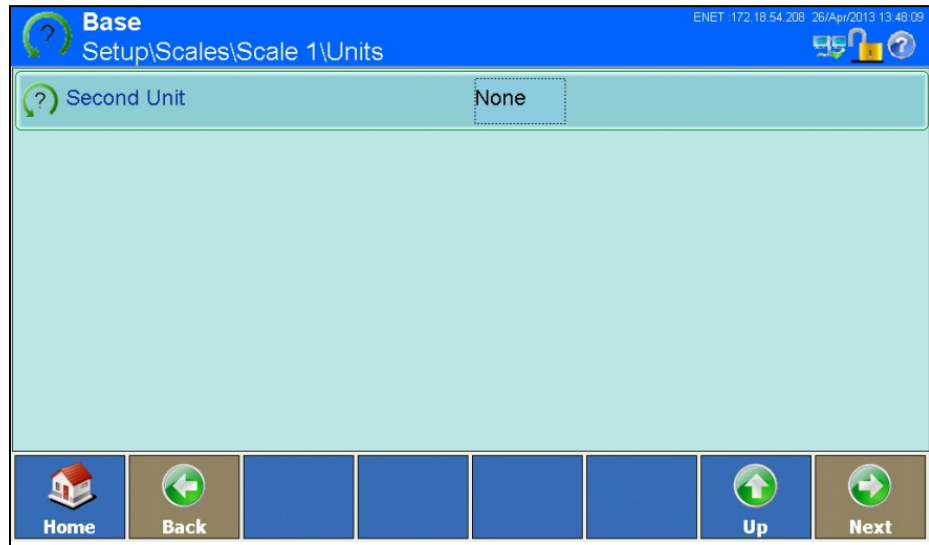 Base
ENET :172.18.54.208 26/Apr/2013 13:48:09
Setup\Scales\Scale 1\Units
Second Unit None
Home Back Up Next